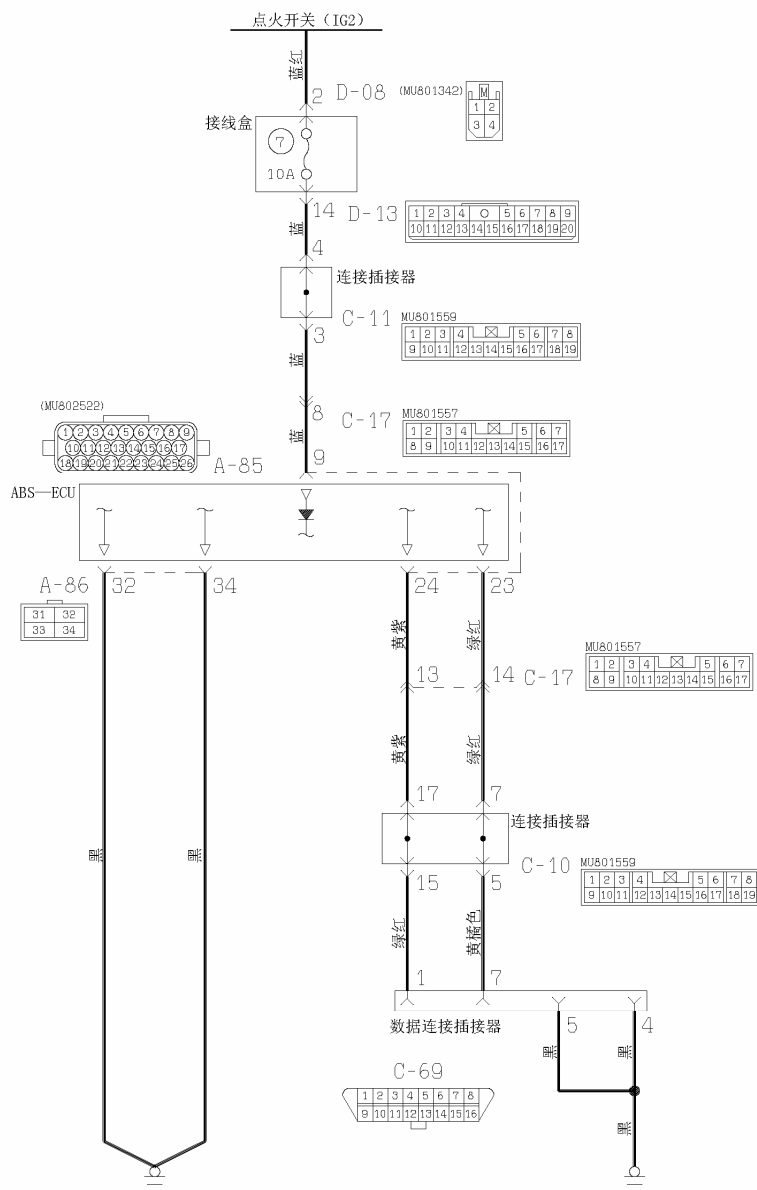 点火开关（IG2）
蓝红
2 D-08 (MU801342)
M
1 2
3 4
接线盒
7
10A
14 D-13
1 2 3 4 5 6 7 8 9
10 11 12 13 14 15 16 17 18 19 20
蓝
4
连接插接器
C-11 MU801559
3
1 2 3 4 5 6 7 8
9 10 11 12 13 14 15 16 17 18 19
蓝
8 C-17 MU801557
1 2 3 4 5 6 7
8 9 10 11 12 13 14 15 16 17
蓝
9
(MU802522)
1 2 3 4 5 6 7 8 9
10 11 12 13 14 15 16 17
18 19 20 21 22 23 24 25 26
A-85
ABS—ECU
A-86 32 34 24 23
31 32
33 34
黄紫 绿红
13 14 C-17 MU801557
1 2 3 4 5 6 7
8 9 10 11 12 13 14 15 16 17
黄紫 绿红
17 7
连接插接器
C-10 MU801559
1 2 3 4 5 6 7 8
9 10 11 12 13 14 15 16 17 18 19
黑 黑
15 5
绿红 黄橘色
1 7
数据连接插接器
5 4
黑 黑
C-69
1 2 3 4 5 6 7 8
9 10 11 12 13 14 15 16
黑